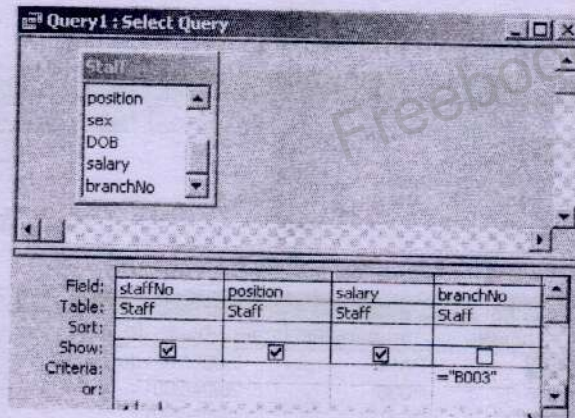 Query1 : Select Query
Staff
position
sex
DOB
salary
branchNo
Freeboo
Field: staffNo position salary branchNo
Table: Staff Staff Staff Staff
Sort:
Show:
Criteria: ="B003"
or: